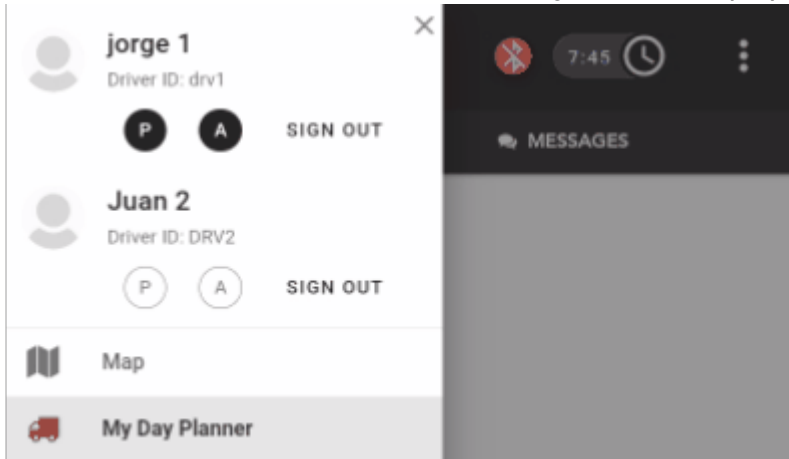 jorge 1
Driver ID: drv1
P A SIGN OUT
Juan 2
Driver ID: DRV2
P A SIGN OUT
Map
My Day Planner
7:45
MESSAGES